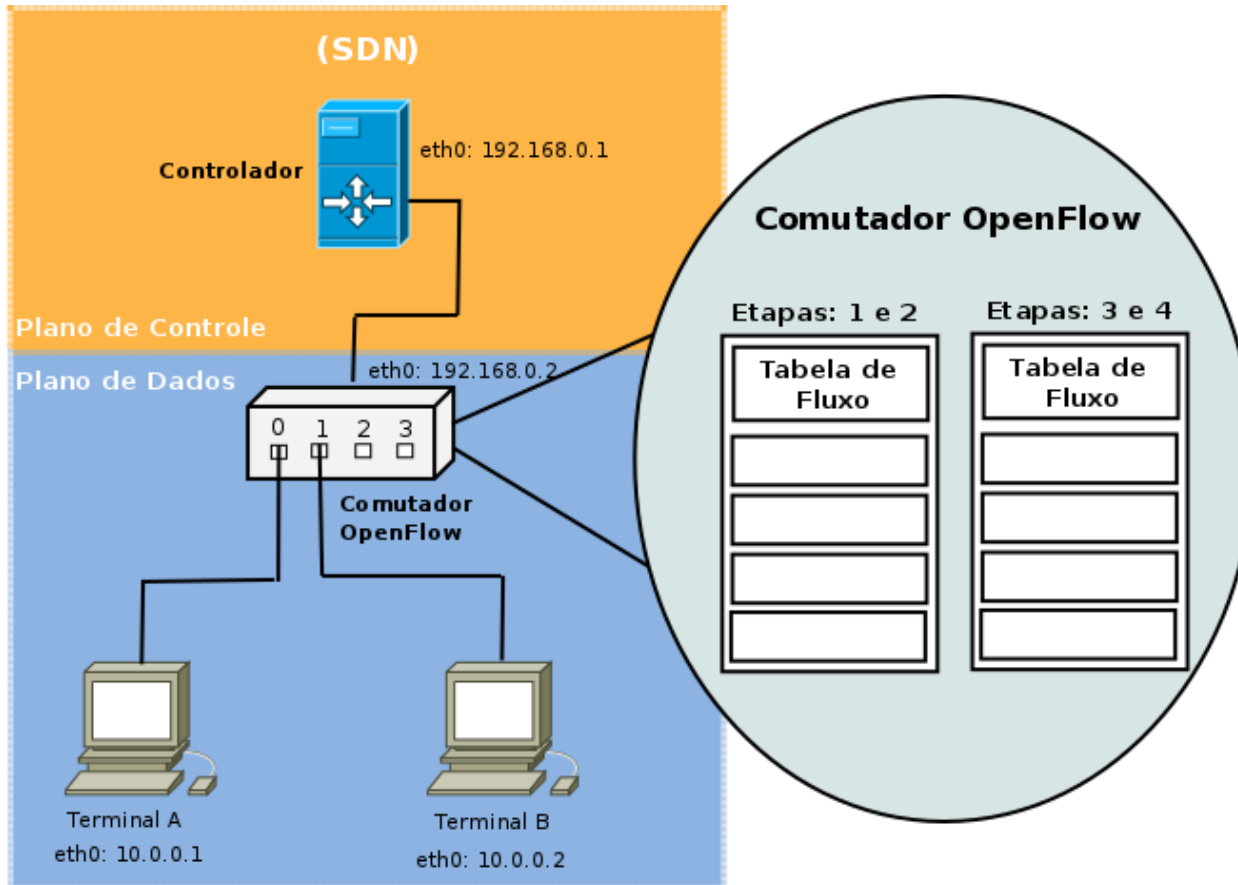 (SDN)
Controlador
eth0: 192.168.0.1
Plano de Controle
Plano de Dados
eth0: 192.168.0.2
0 1 2 3
Comutador
OpenFlow
Terminal A
eth0: 10.0.0.1
Terminal B
eth0: 10.0.0.2
Comutador OpenFlow
Etapas: 1 e 2
Tabela de
Fluxo
Etapas: 3 e 4
Tabela de
Fluxo